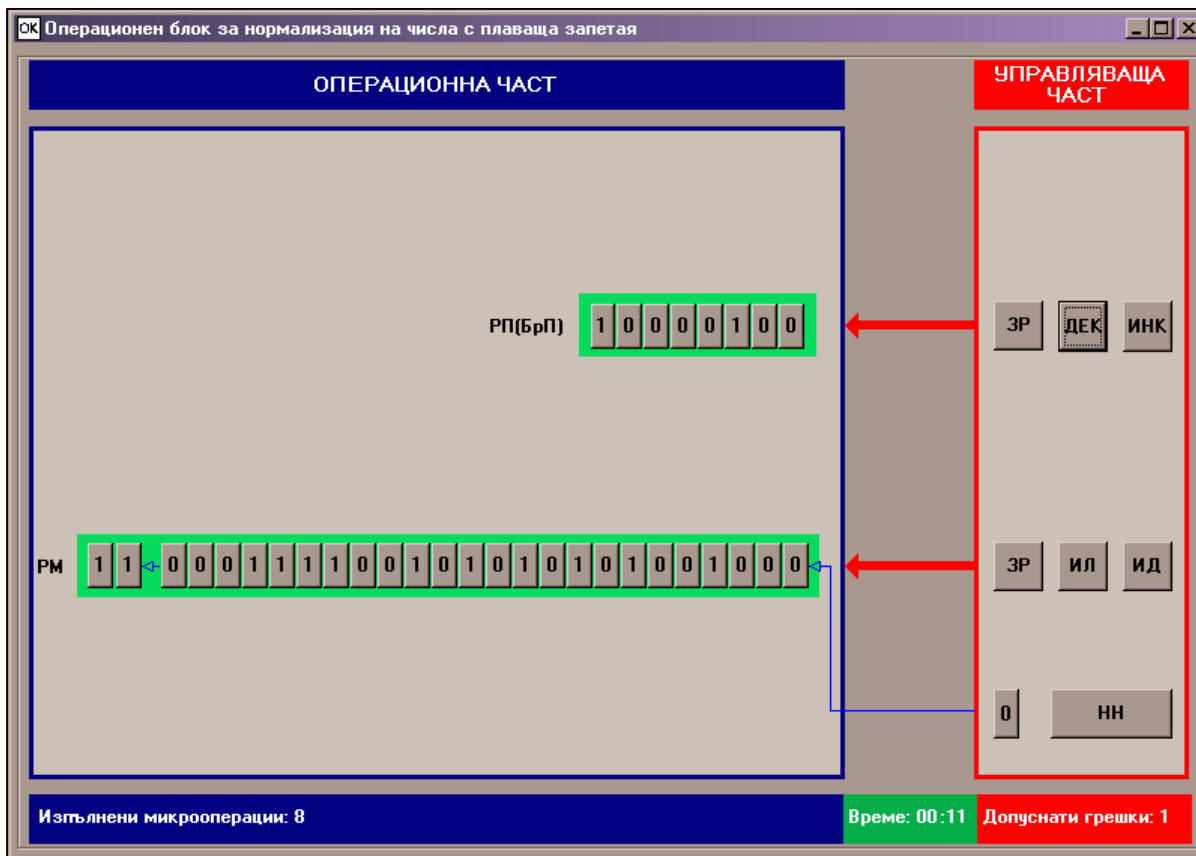 OK Операционен блок за нормализация на числа с плаваща запетая
ОПЕРАЦИОННА ЧАСТ
УПРАВЛЯВАЩА
ЧАСТ
РП(БрП) 1 0 0 0 0 1 0 0
ЗР ДЕК ИНК
РМ 1 1 0 0 0 1 1 1 1 0 0 1 0 1 0 1 0 1 0 1 0 0 1 0 0 0
ЗР ИЛ ИД
0 НН
Изпълнени микрооперации: 8
Време: 00:11
Допуснати грешки: 1